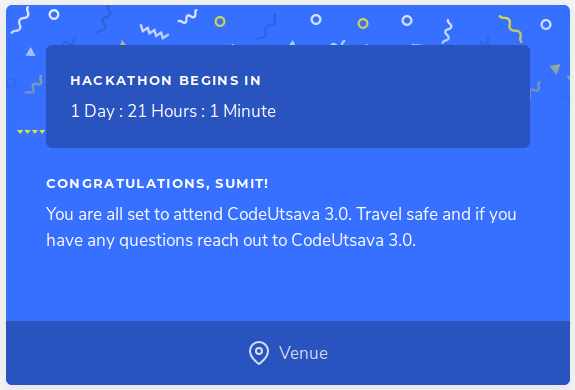 HACKATHON BEGINS IN
1 Day : 21 Hours : 1 Minute
CONGRATULATIONS, SUMIT!
You are all set to attend CodeUtsava 3.0. Travel safe and if you
have any questions reach out to CodeUtsava 3.0.
Venue